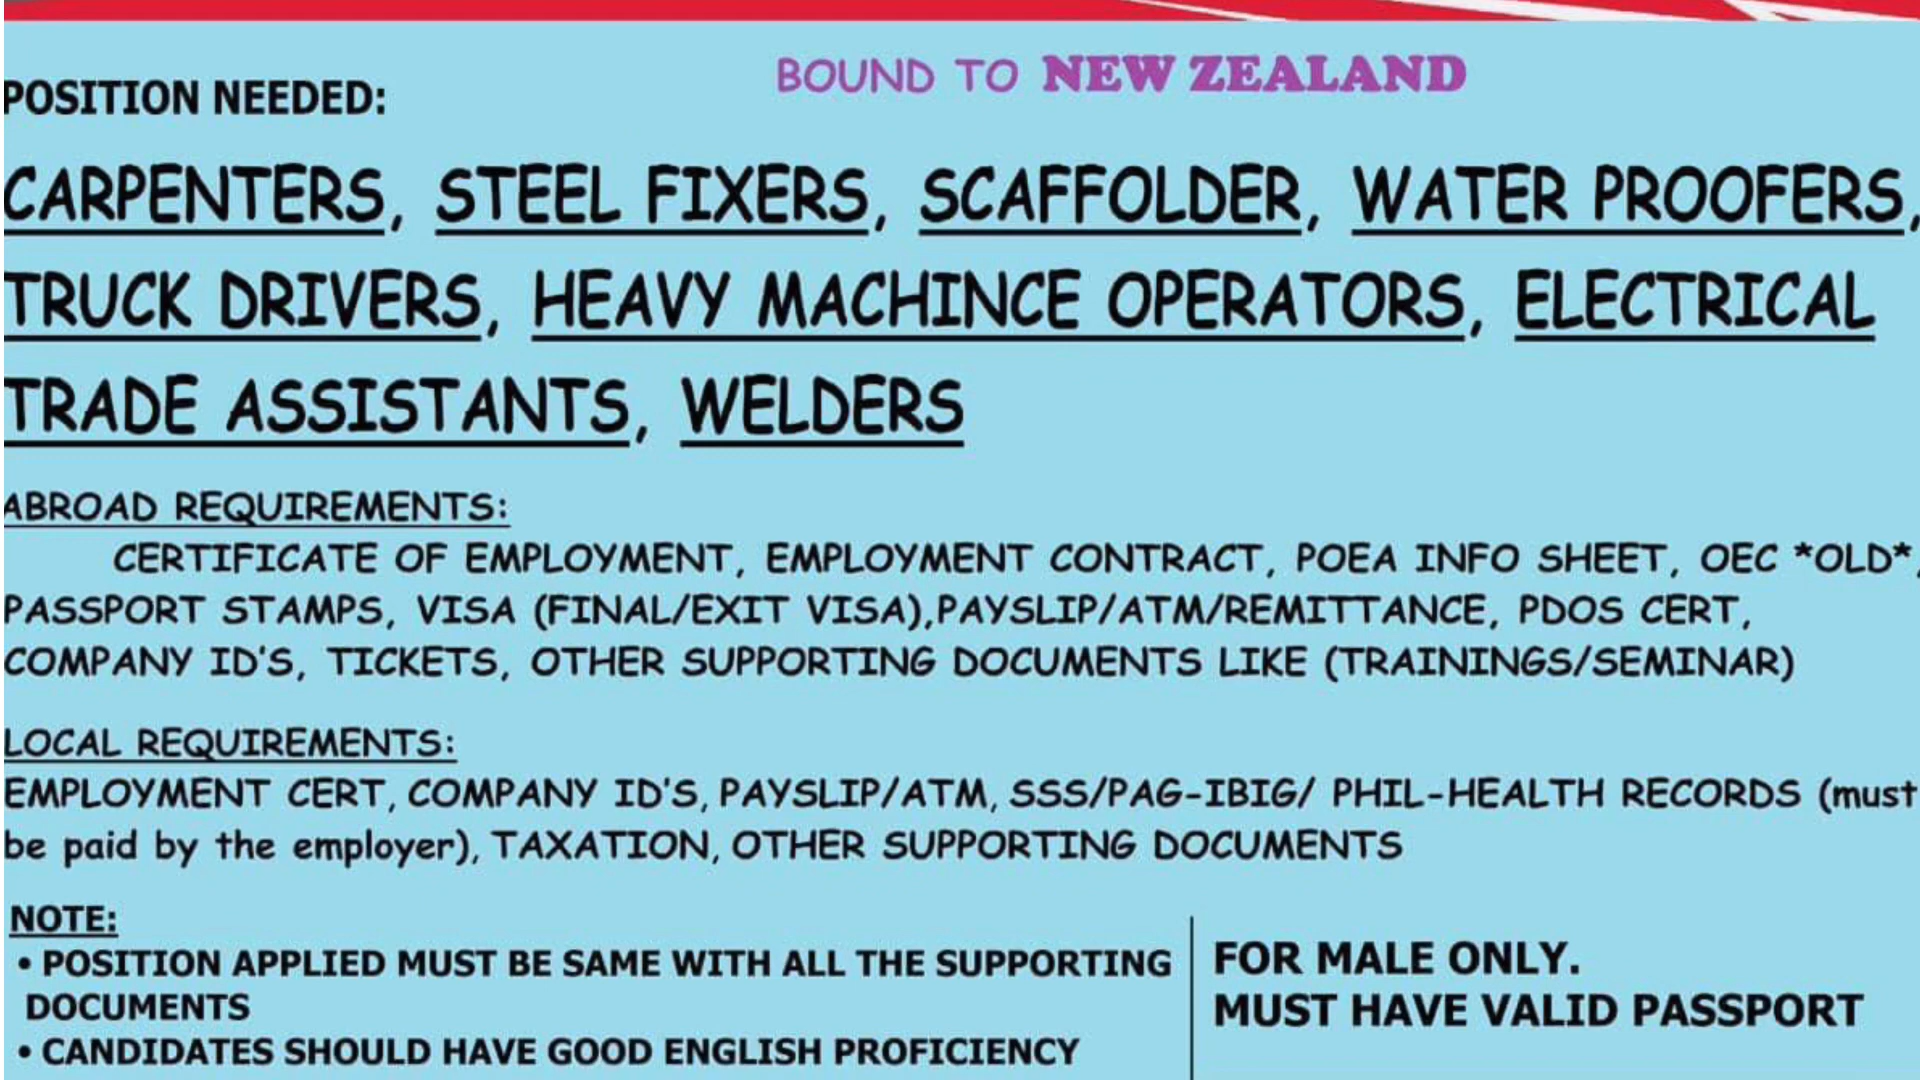 BOUND TO NEW ZEALAND
POSITION NEEDED:
CARPENTERS, STEEL FIXERS, SCAFFOLDER, WATER PROOFERS,
TRUCK DRIVERS, HEAVY MACHINCE OPERATORS, ELECTRICAL
TRADE ASSISTANTS, WELDERS
ABROAD REQUIREMENTS:
CERTIFICATE OF EMPLOYMENT, EMPLOYMENT CONTRACT, POEA INFO SHEET, OEC *OLD*,
PASSPORT STAMPS, VISA (FINAL/EXIT VISA),PAYSLIP/ATM/REMITTANCE, PDOS CERT,
COMPANY ID'S, TICKETS, OTHER SUPPORTING DOCUMENTS LIKE (TRAININGS/SEMINAR)
LOCAL REQUIREMENTS:
EMPLOYMENT CERT, COMPANY ID'S, PAYSLIP/ATM, SSS/PAG-IBIG/ PHIL-HEALTH RECORDS (must
be paid by the employer), TAXATION, OTHER SUPPORTING DOCUMENTS
NOTE:
• POSITION APPLIED MUST BE SAME WITH ALL THE SUPPORTING
DOCUMENTS
• CANDIDATES SHOULD HAVE GOOD ENGLISH PROFICIENCY
FOR MALE ONLY.
MUST HAVE VALID PASSPORT